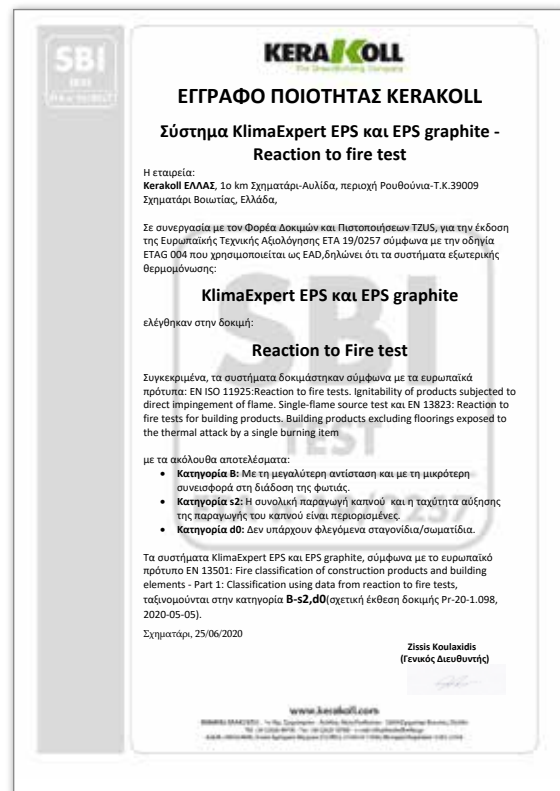 SBI
TEST
KERAKOLL
The GreenBuilding Company
ΕΓΓΡΑΦΟ ΠΟΙΟΤΗΤΑΣ KERAKOLL
Σύστημα KlimaExpert EPS και EPS graphite -
Reaction to fire test
Η εταιρεία:
Kerakoll ΕΛΛΑΣ, 1ο km Σχηματάρι-Αυλίδα, περιοχή Ρουθούνια-Τ.Κ.39009
Σχηματάρι Βοιωτίας, Ελλάδα,
Σε συνεργασία με τον Φορέα Δοκιμών και Πιστοποιήσεων TZUS, για την έκδοση
της Ευρωπαϊκής Τεχνικής Αξιολόγησης ETA 19/0257 σύμφωνα με την οδηγία
ETAG 004 που χρησιμοποιείται ως EAD,δηλώνει ότι τα συστήματα εξωτερικής
θερμομόνωσης:
KlimaExpert EPS και EPS graphite
ελέγθηκαν στην δοκιμή:
Reaction to Fire test
Συγκεκριμένα, τα συστήματα δοκιμάστηκαν σύμφωνα με τα ευρωπαϊκά
πρότυπα: EN ISO 11925:Reaction to fire tests. Ignitability of products subjected to
direct impingement of flame. Single-flame source test και EN 13823: Reaction to
fire tests for building products. Building products excluding floorings exposed to
the thermal attack by a single burning item
με τα ακόλουθα αποτελέσματα:
• Κατηγορία B: Με τη μεγαλύτερη αντίσταση και με τη μικρότερη
συνεισφορά στη διάδοση της φωτιάς.
• Κατηγορία s2: Η συνολική παραγωγή καπνού και η ταχύτητα αύξησης
της παραγωγής του καπνού είναι περιορισμένες.
• Κατηγορία d0: Δεν υπάρχουν φλεγόμενα σταγονίδια/σωματίδια.
Τα συστήματα KlimaExpert EPS και EPS graphite, σύμφωνα με το ευρωπαϊκό
πρότυπο EN 13501: Fire classification of construction products and building
elements - Part 1: Classification using data from reaction to fire tests,
ταξινομούνται στην κατηγορία B-s2,d0(σχετική έκθεση δοκιμής Pr-20-1.098,
2020-05-05).
Σχηματάρι, 25/06/2020
Zissis Koulaxidis
(Γενικός Διευθυντής)
www.kerakoll.com